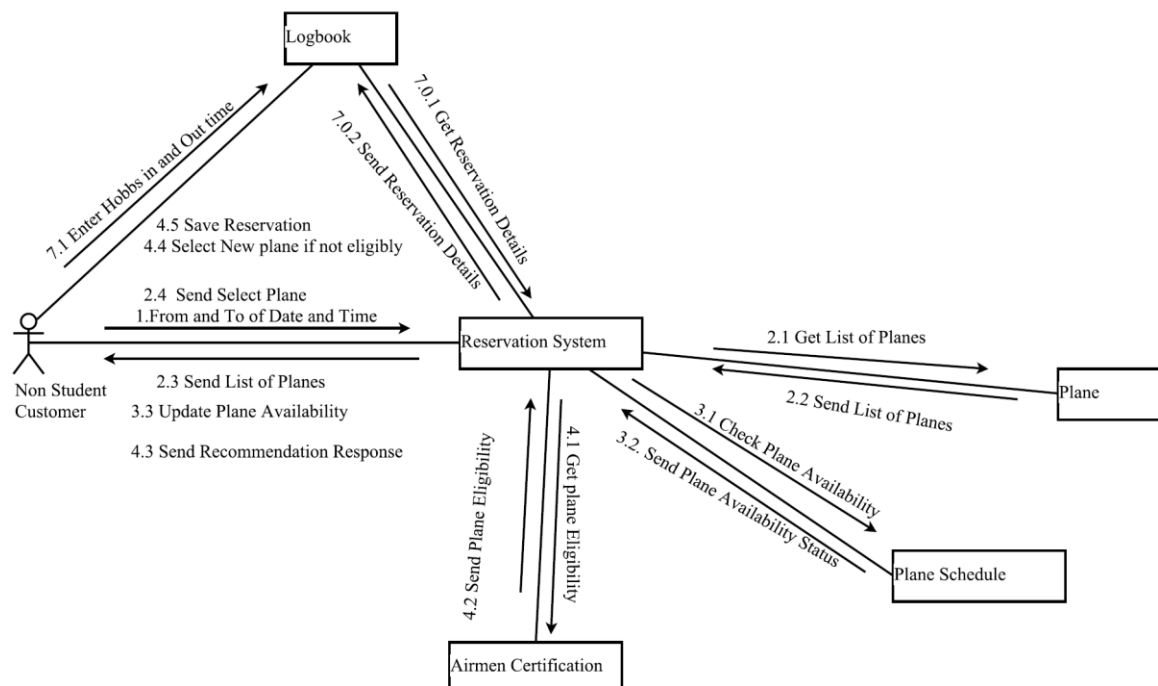 Logbook
7.1 Enter Hobbs in and Out time
7.0.1 Get Reservation Details
7.0.2 Send Reservation Details
4.5 Save Reservation
4.4 Select New plane if not eligibly
2.4 Send Select Plane
1.From and To of Date and Time
Reservation System
2.1 Get List of Planes
Non Student
Customer
2.3 Send List of Planes
3.3 Update Plane Availability
4.3 Send Recommendation Response
2.2 Send List of Planes
Plane
3.1 Check Plane Availability
3.2. Send Plane Availability Status
4.1 Get plane Eligibility
4.2 Send Plane Eligibility
Plane Schedule
Airmen Certification